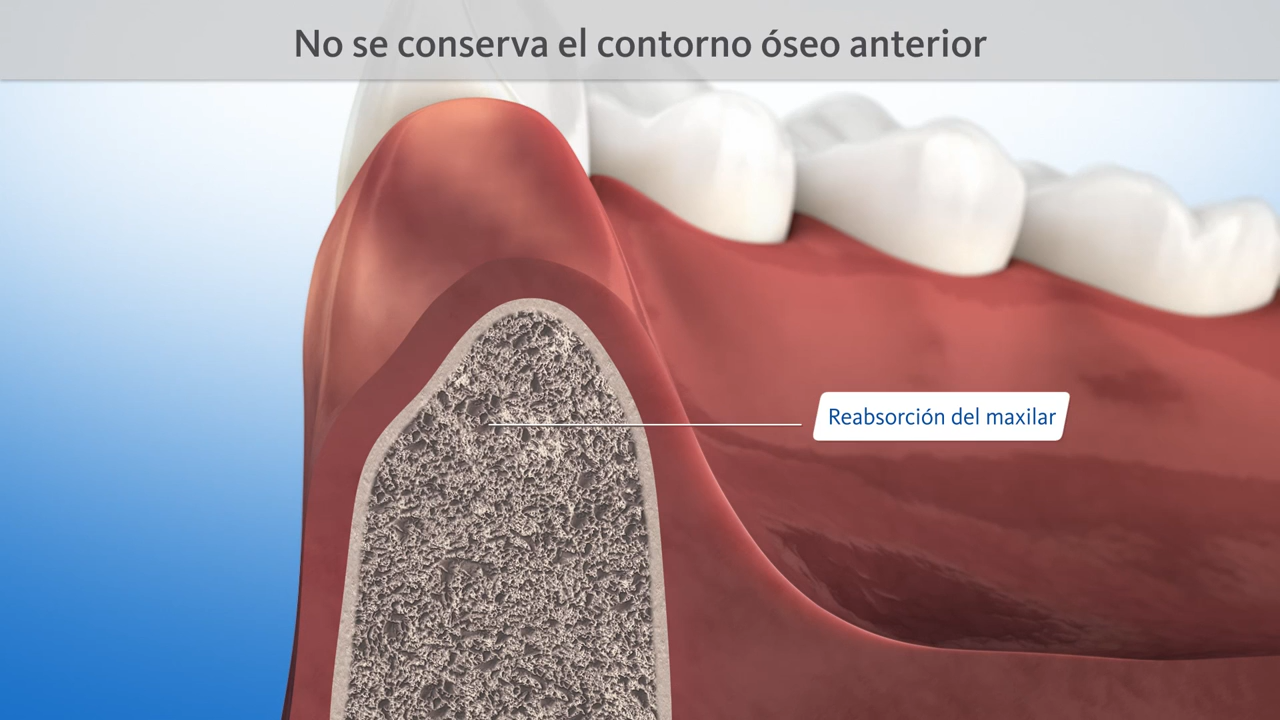 No se conserva el contorno óseo anterior
Reabsorción del maxilar